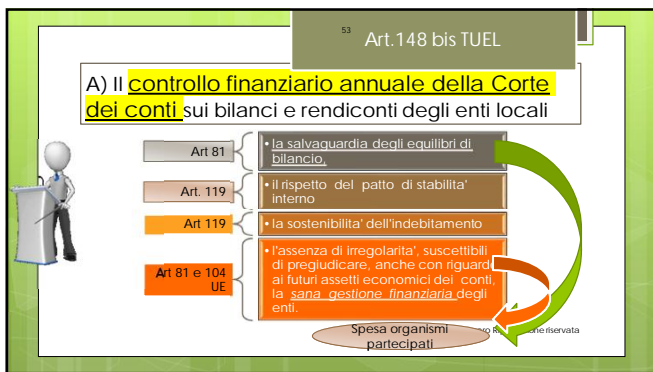 53
Art.148 bis TUEL
A) Il controllo finanziario annuale della Corte
dei conti sui bilanci e rendiconti degli enti locali
Art 81
• la salvaguardia degli equilibri di
bilancio,
Art. 119
• il rispetto del patto di stabilita'
interno
Art 119
• la sostenibilita' dell'indebitamento
Art 81 e 104
UE
• l'assenza di irregolarita', suscettibili
di pregiudicare, anche con riguardo
ai futuri assetti economici dei conti,
la sana gestione finanziaria degli
enti.
Spesa organismi
partecipati
riservata